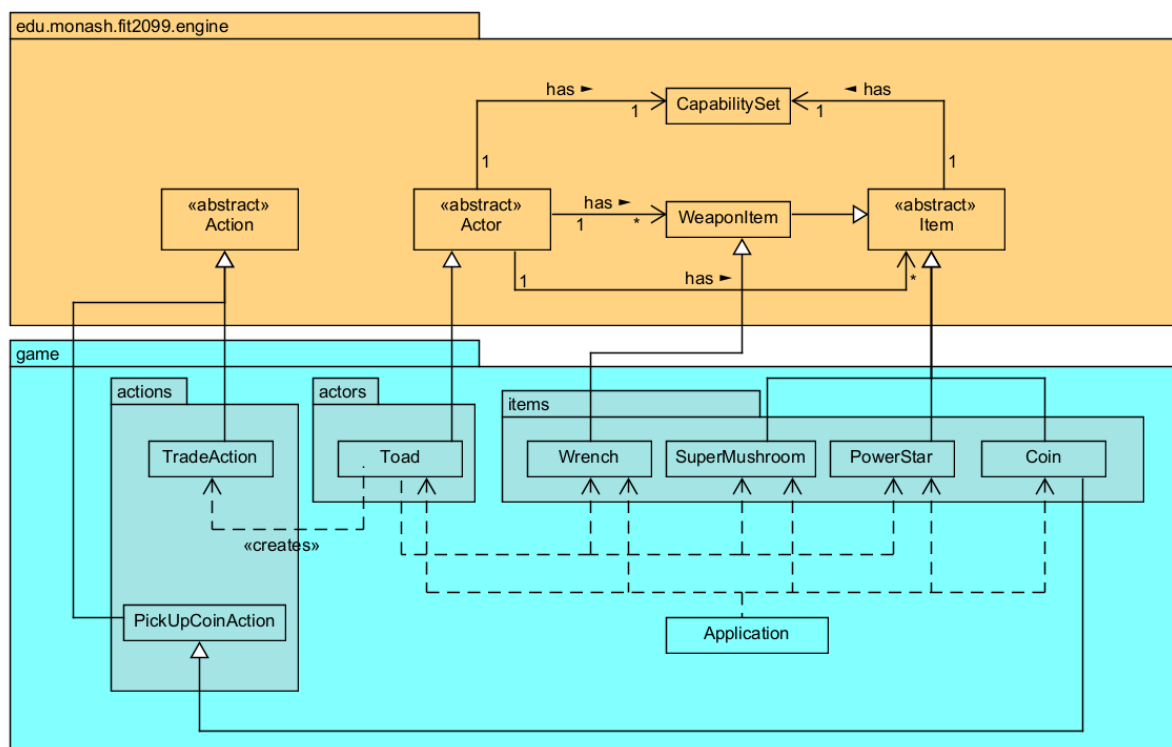 edu.monash.fit2099.engine
has ►
◄ has
CapabilitySet
1
1
1
1
«abstract»
Action
«abstract»
Actor
has ►
1
*
WeaponItem
«abstract»
Item
1
has ►
*
game
actions
actors
items
TradeAction
Toad
Wrench
SuperMushroom
PowerStar
Coin
«creates»
PickUpCoinAction
Application